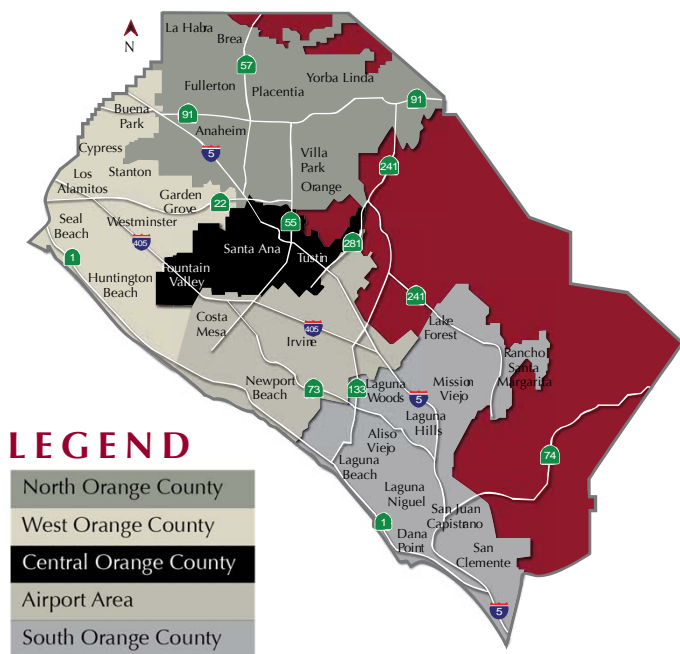 N
La Habra
Brea
57
Fullerton
Placentia
Yorba Linda
91
Buena
Park
91
Anaheim
5
Villa
Park
Orange
241
Cypress
Stanton
Los
Alamitos
Garden
Grove
22
55
Seal
Beach
Westminster
405
Santa Ana
Tustin
281
1
Fountain
Valley
Huntington
Beach
Costa
Mesa
405
Irvine
241
Lake
Forest
Rancho
Santa
Margarita
Newport
Beach
73
133
Laguna
Woods
5
Mission
Viejo
Laguna
Hills
Aliso
Viejo
74
Laguna
Beach
Laguna
Niguel
1
San Juan
Capistrano
Dana
Point
San
Clemente
5
LEGEND
North Orange County
West Orange County
Central Orange County
Airport Area
South Orange County